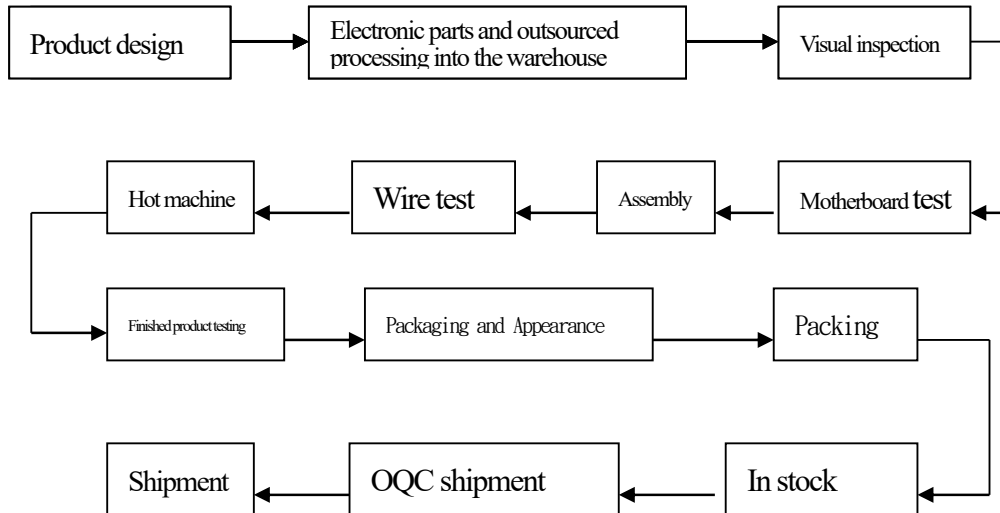 Product design
Electronic parts and outsourced
processing into the warehouse
Visual inspection
Motherboard test
Assembly
Wire test
Hot machine
Finished product testing
Packaging and Appearance
Packing
In stock
OQC shipment
Shipment